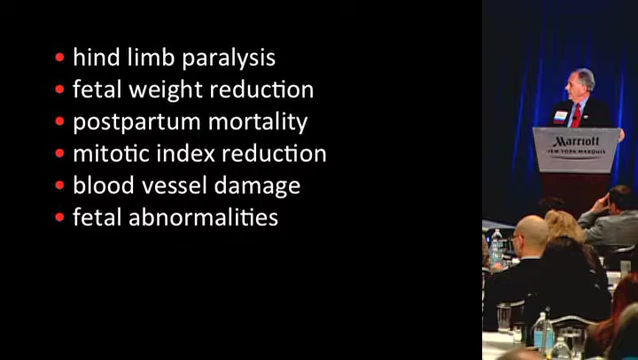 • hind limb paralysis
• fetal weight reduction
• postpartum mortality
• mitotic index reduction
• blood vessel damage
• fetal abnormalities
Marriott
NEW YORK MARQUIS